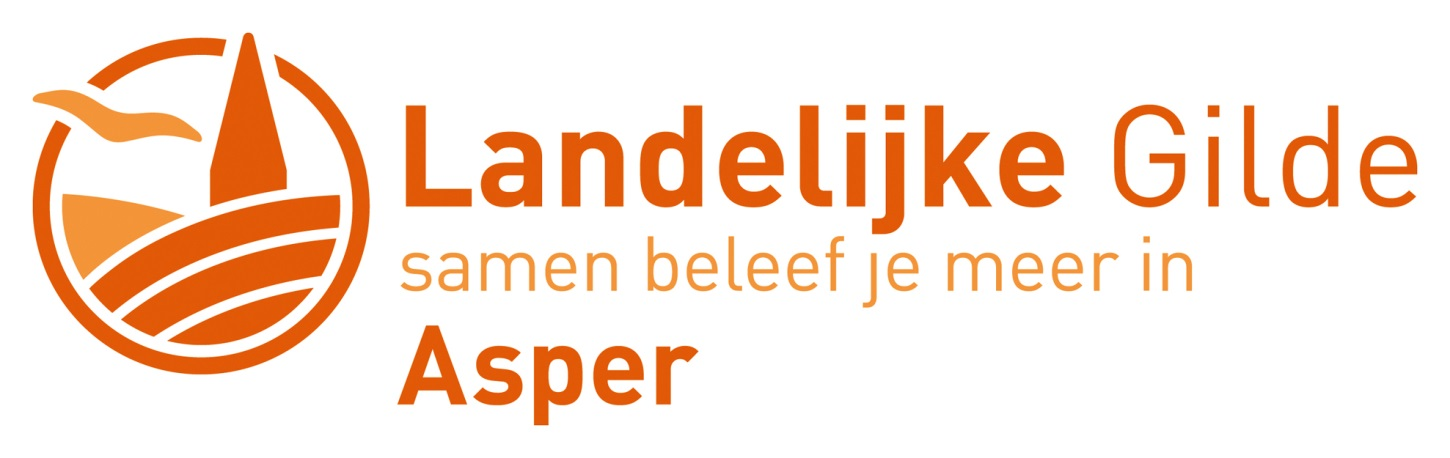 Landelijke Gilde
samen beleef je meer in
Asper